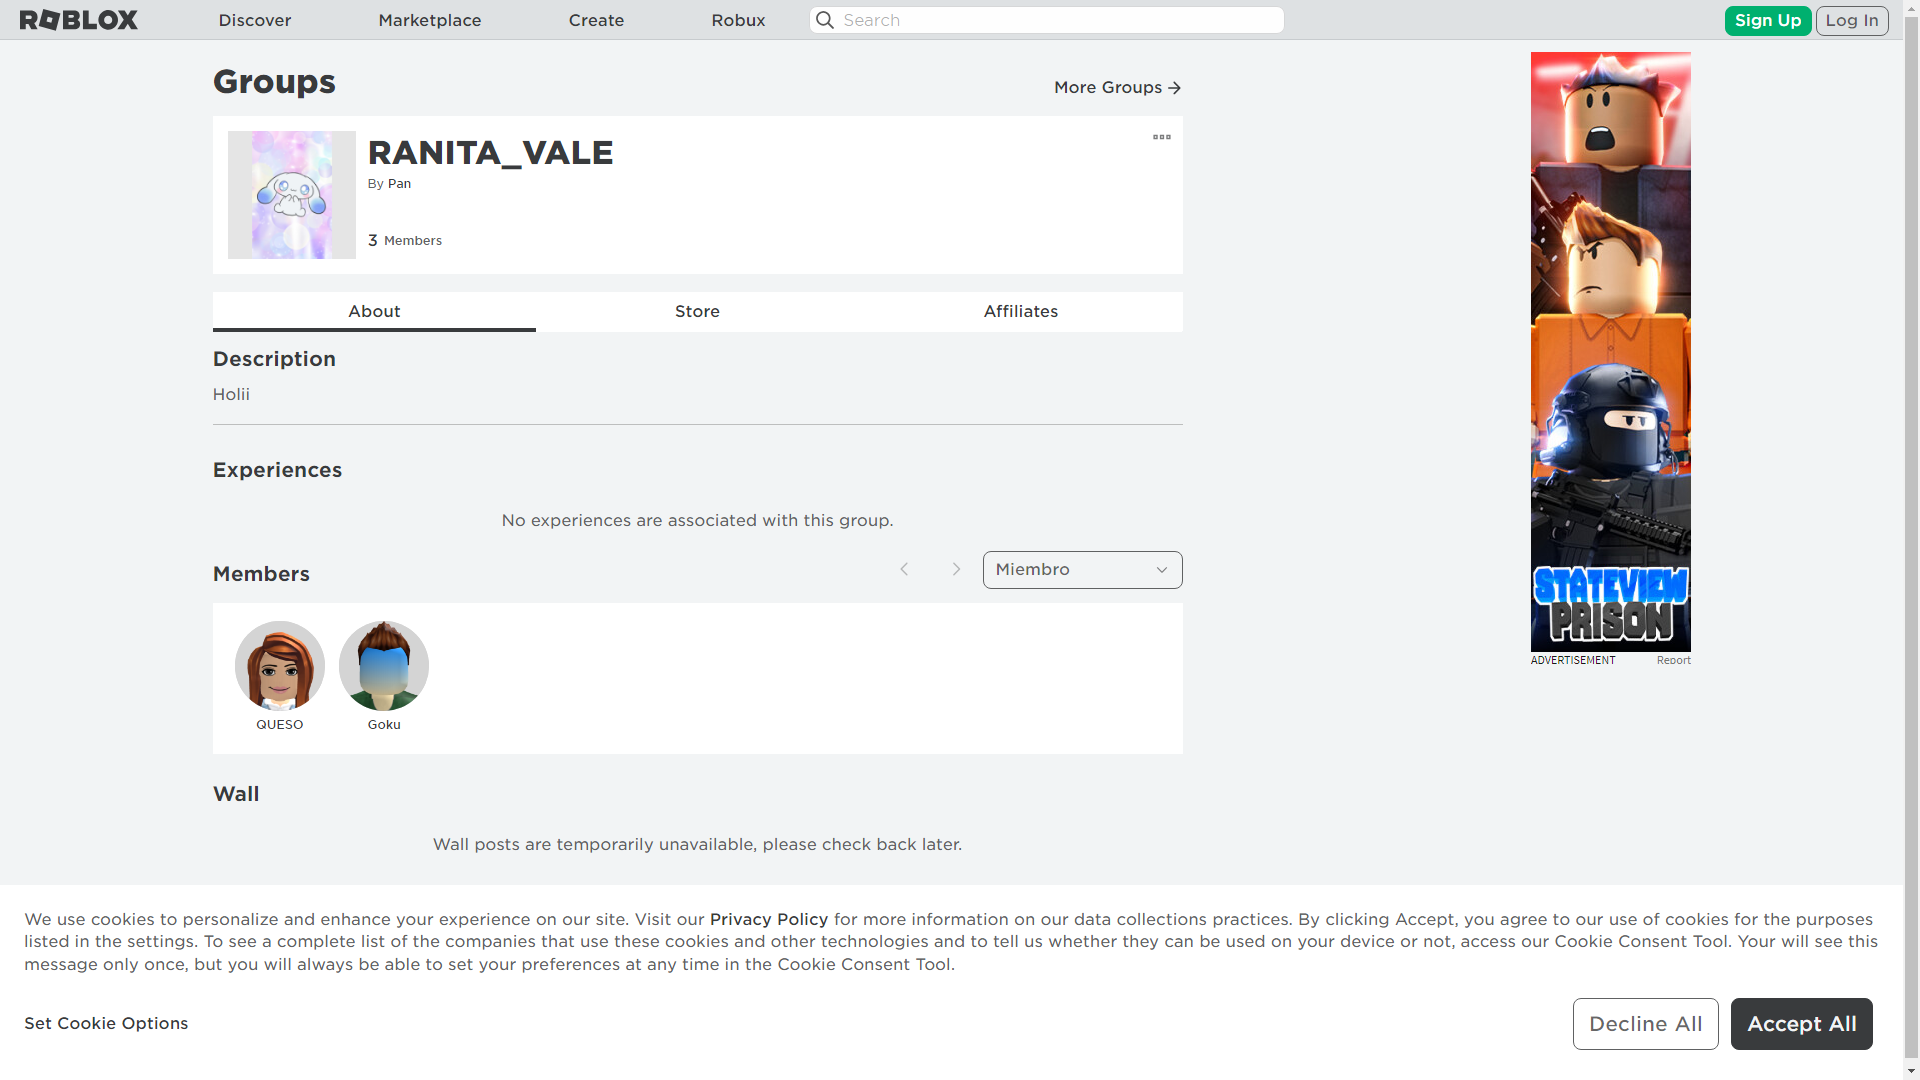 ROBLOX
Discover
Marketplace
Create
Robux
Search
Sign Up
Log In
Groups
More Groups
RANITA_VALE
By Pan
3 Members
About
Store
Affiliates
Description
Holii
Experiences
No experiences are associated with this group.
Members
Miembro
QUESO
Goku
Wall
Wall posts are temporarily unavailable, please check back later.
STATEVIEW
PRISON
ADVERTISEMENT
Report
We use cookies to personalize and enhance your experience on our site. Visit our Privacy Policy for more information on our data collections practices. By clicking Accept, you agree to our use of cookies for the purposes
listed in the settings. To see a complete list of the companies that use these cookies and other technologies and to tell us whether they can be used on your device or not, access our Cookie Consent Tool. Your will see this
message only once, but you will always be able to set your preferences at any time in the Cookie Consent Tool.
Set Cookie Options
Decline All
Accept All